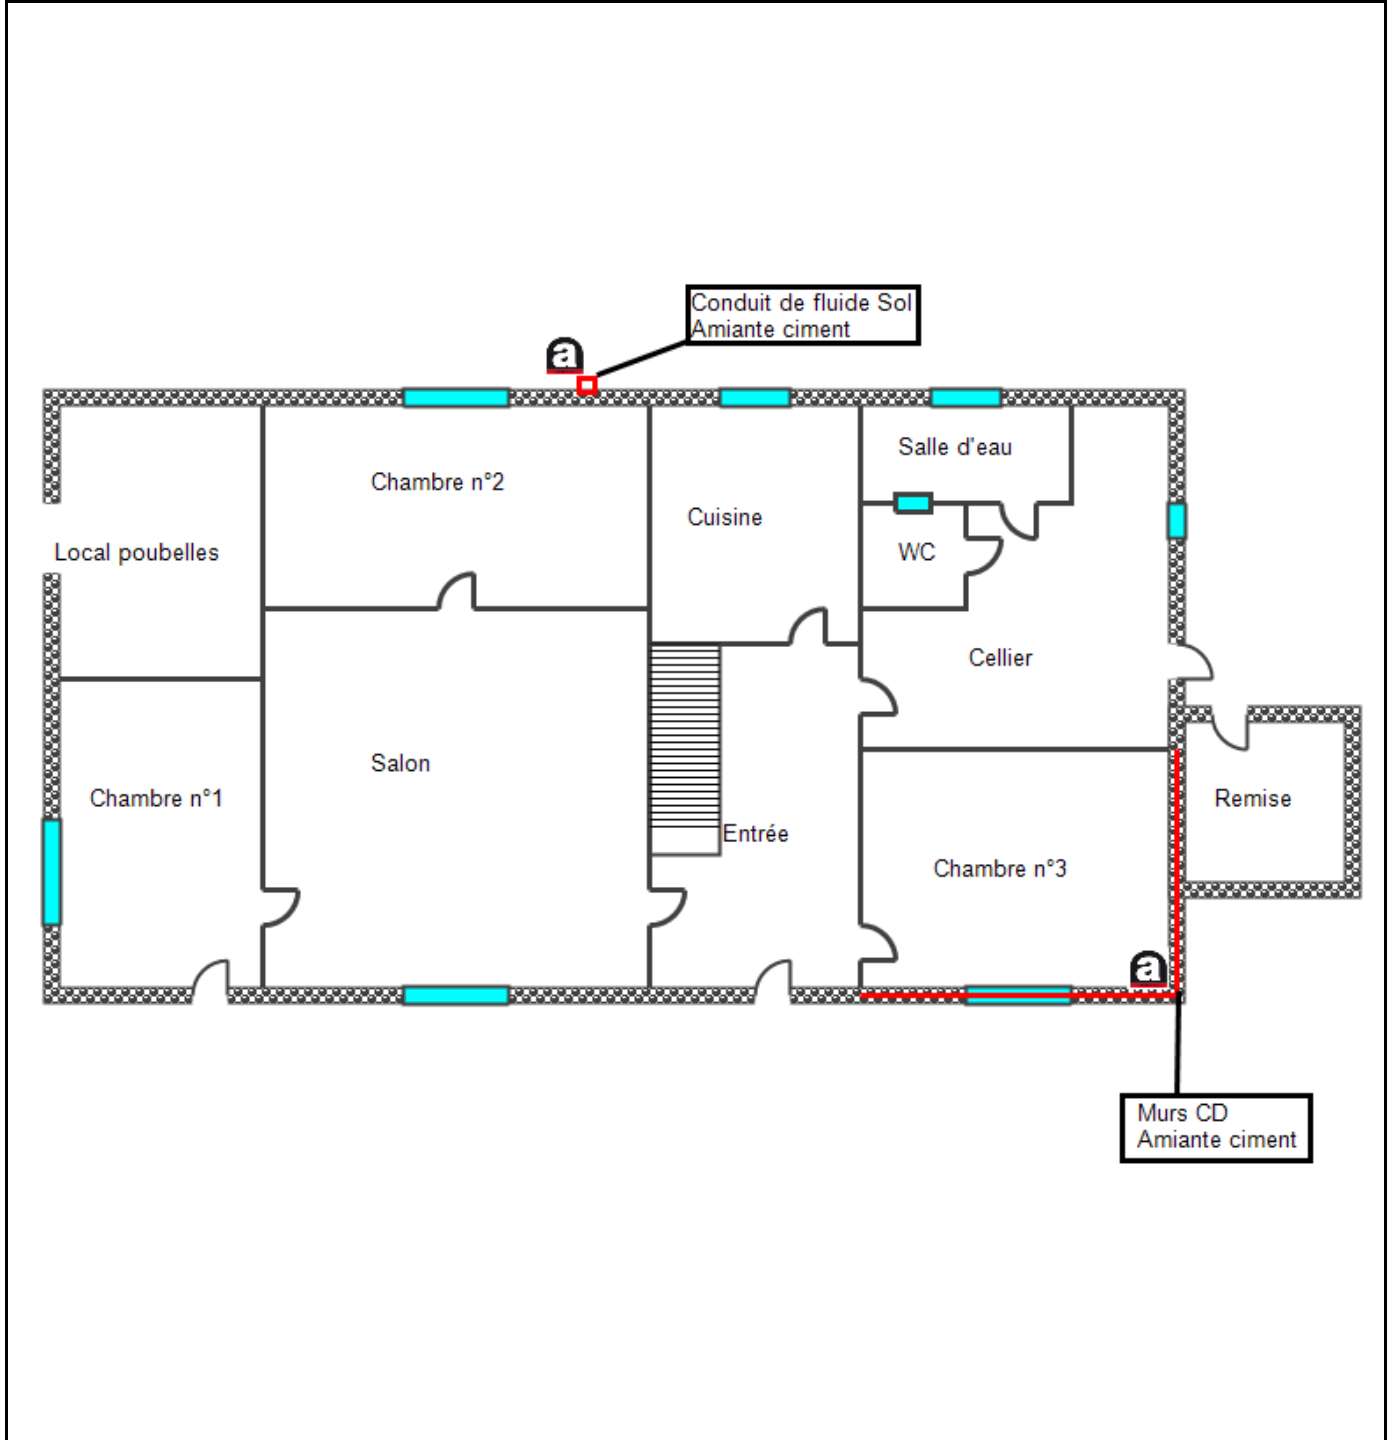 Conduit de fluide Sol
Amiante ciment
a
Salle d'eau
Chambre n°2
Cuisine
Local poubelles
WC
Cellier
Salon
Chambre n°1
Remise
Entrée
Chambre n°3
a
Murs CD
Amiante ciment